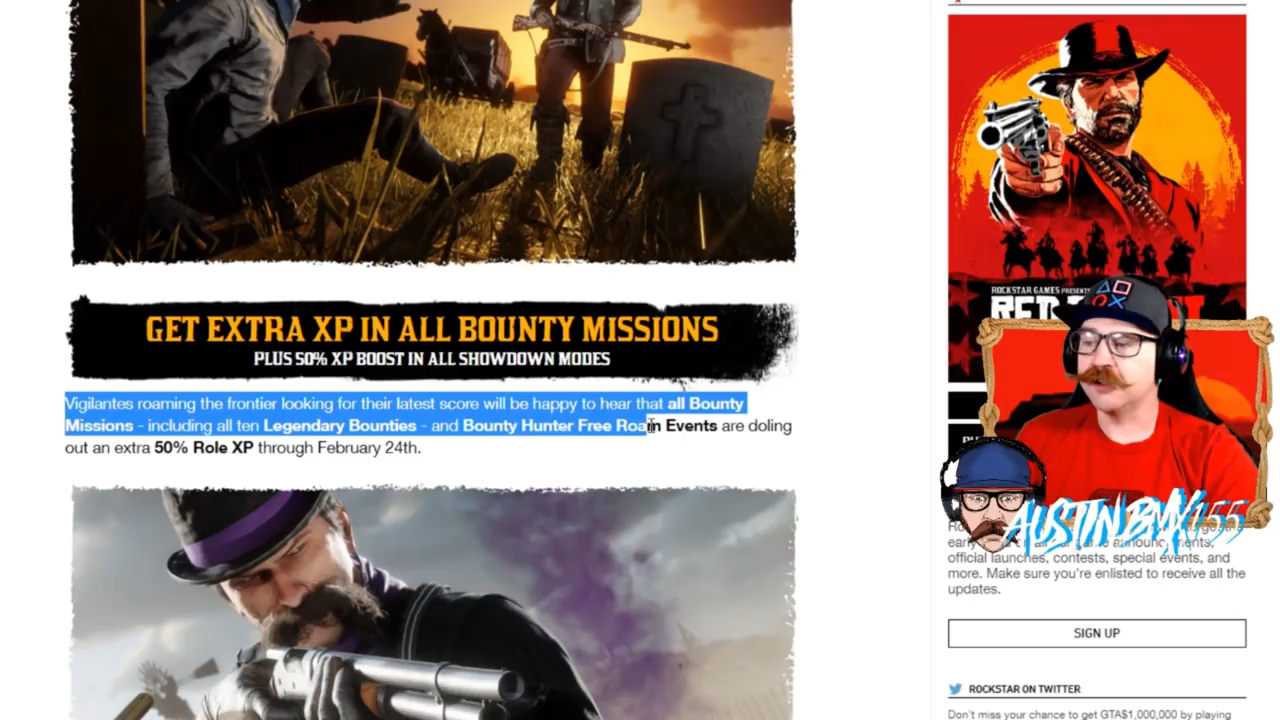 GET EXTRA XP IN ALL BOUNTY MISSIONS
PLUS 50% XP BOOST IN ALL SHOWDOWN MODES
Vigilantes roaming the frontier looking for their latest score will be happy to hear that all Bounty
Missions - including all ten Legendary Bounties - and Bounty Hunter Free Roam Events are doling
out an extra 50% Role XP through February 24th.
ROCKSTAR GAMES PRESENTS
RED
AUSTINBMX155
official launches, contests, special events, and
more. Make sure you're enlisted to receive all the
updates.
SIGN UP
ROCKSTAR ON TWITTER
Don't miss your chance to get GTA$1,000,000 by playing